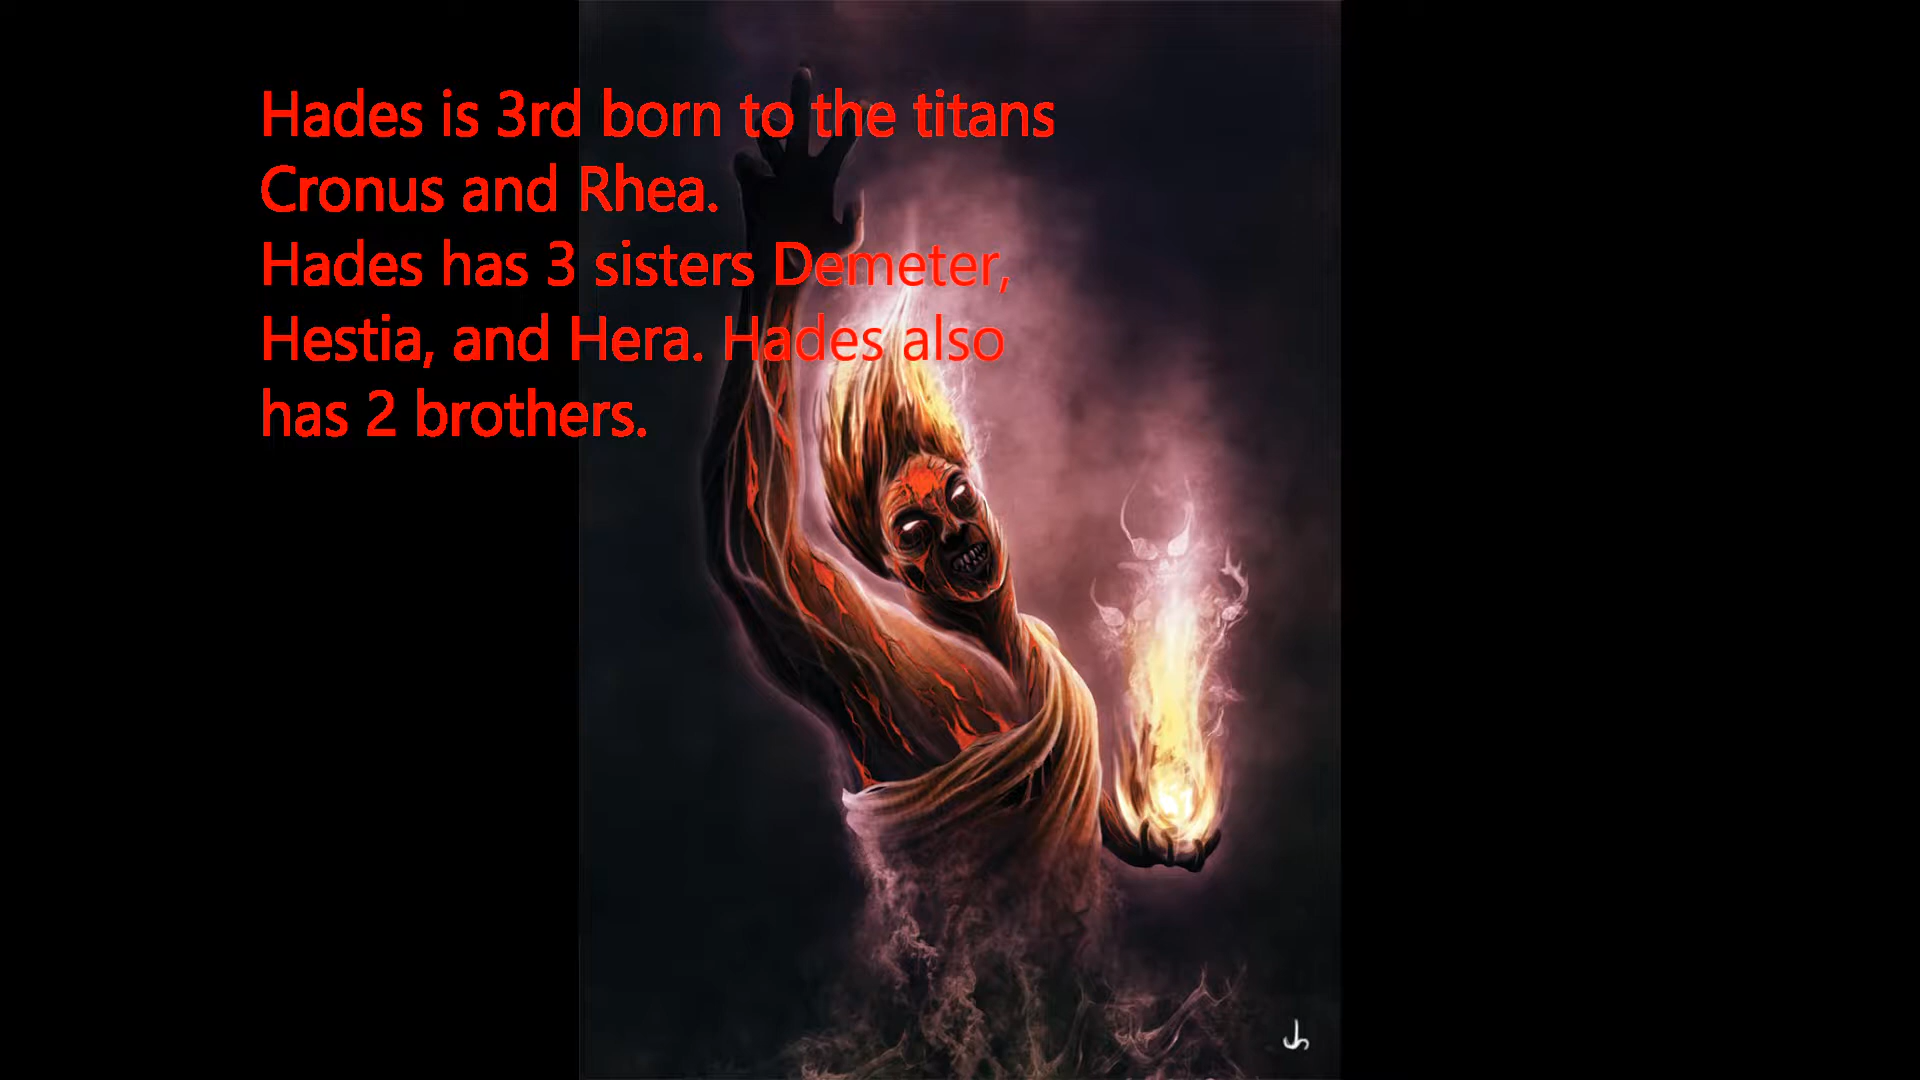 Hades is 3rd born to the titans
Cronus and Rhea.
Hades has 3 sisters Demeter,
Hestia, and Hera. Hades also
has 2 brothers.